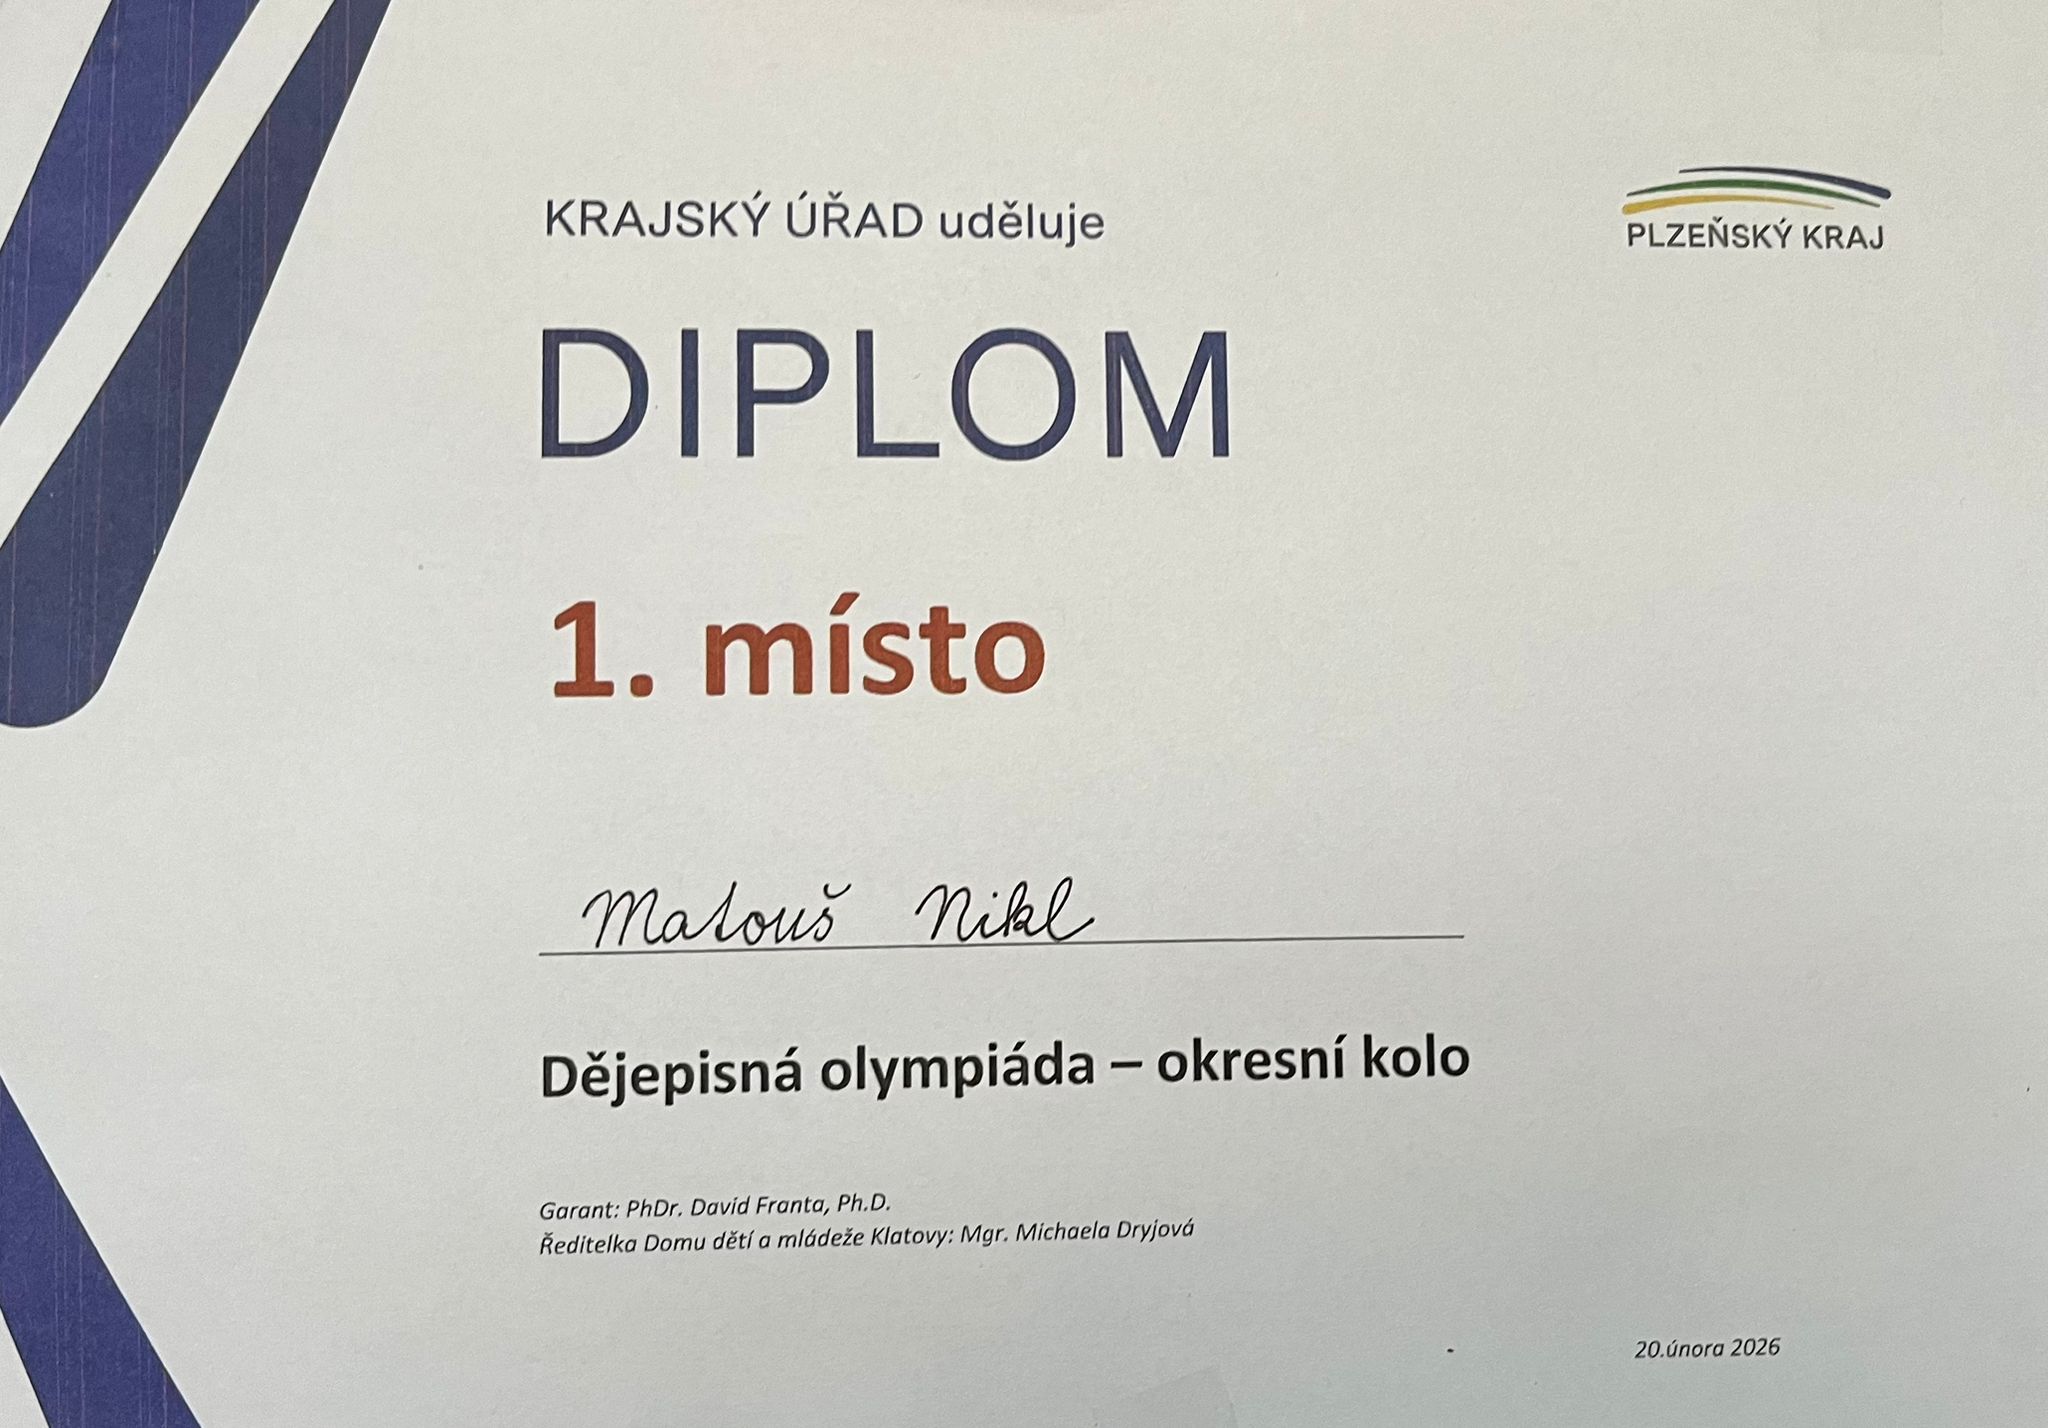 KRAJSKÝ ÚŘAD uděluje
PLZEŇSKÝ KRAJ
DIPLOM
1. místo
Matouš Nikl
Dějepisná olympiáda – okresní kolo
Garant: PhDr. David Franta, Ph.D.
Ředitelka Domu dětí a mládeže Klatovy: Mgr. Michaela Dryjová
20.února 2026